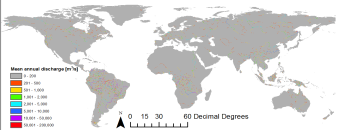 Mean annual discharge [m³/s]
0 - 200
201 - 500
501 - 1,000
1,001 - 2,000
2,001 - 5,000
5,001 - 10,000
10,001 - 50,000
50,001 - 200,000
N
0 15 30 60 Decimal Degrees